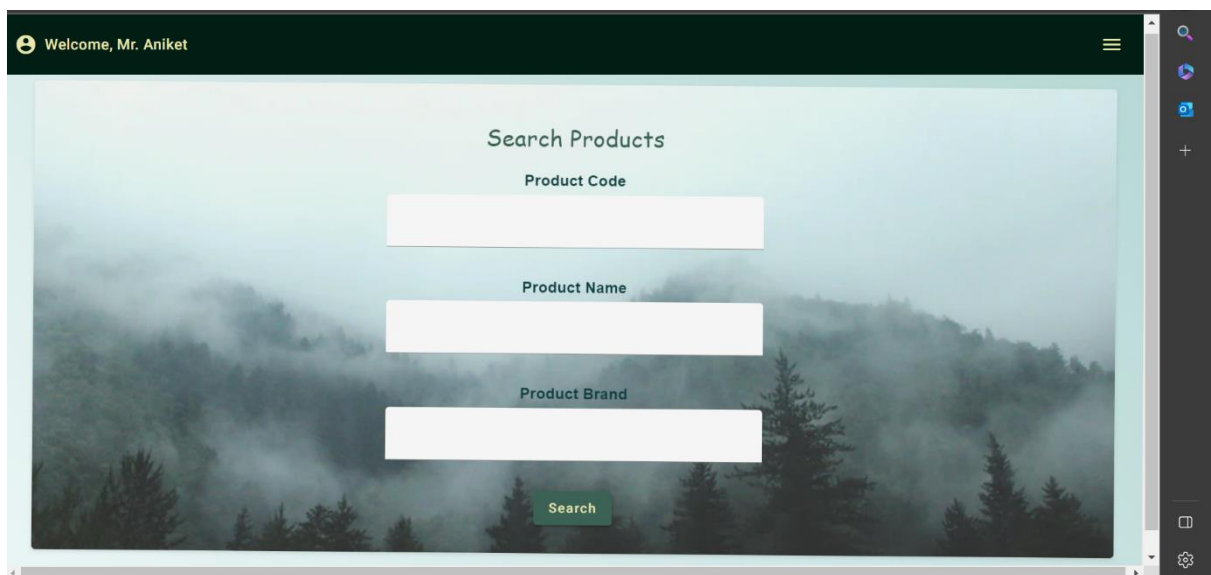 Welcome, Mr. Aniket
Search Products
Product Code
Product Name
Product Brand
Search